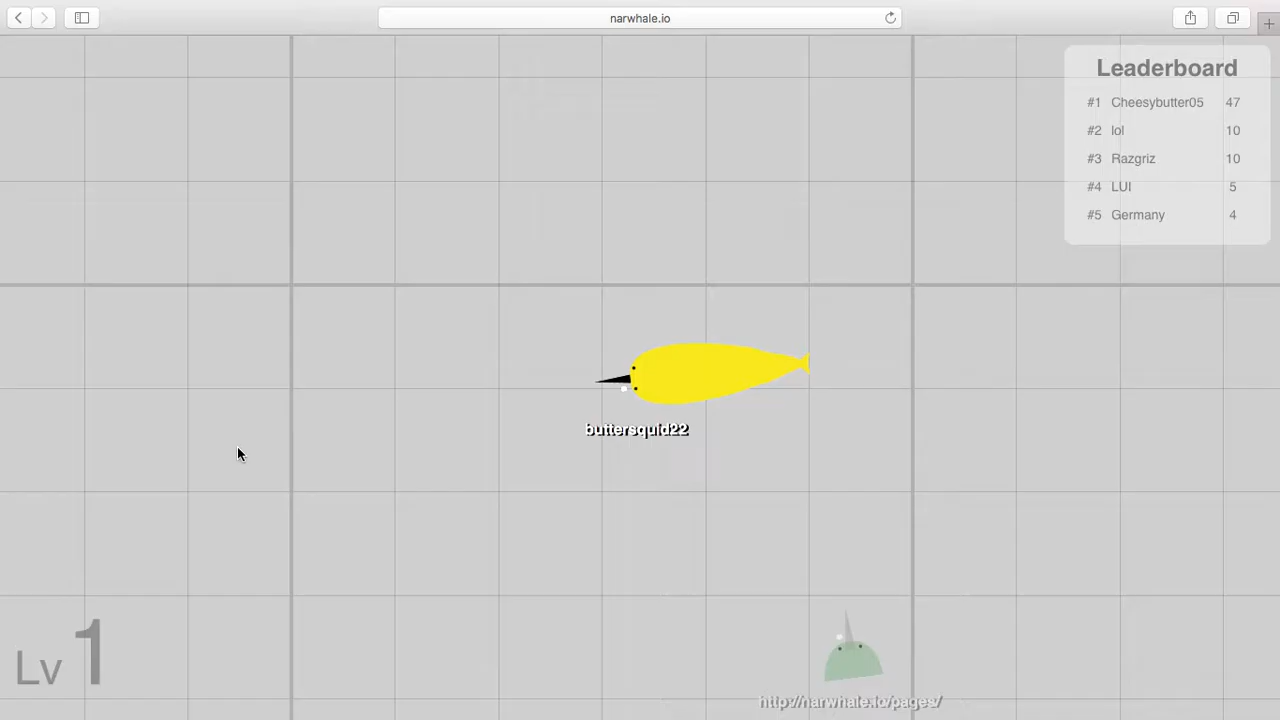 narwhale.io
Leaderboard
#1 Cheesybutter05 47
#2 lol 10
#3 Razgriz 10
#4 LUI 5
#5 Germany 4
buttersquid22
Lv 1
http://narwhale.io/pages/